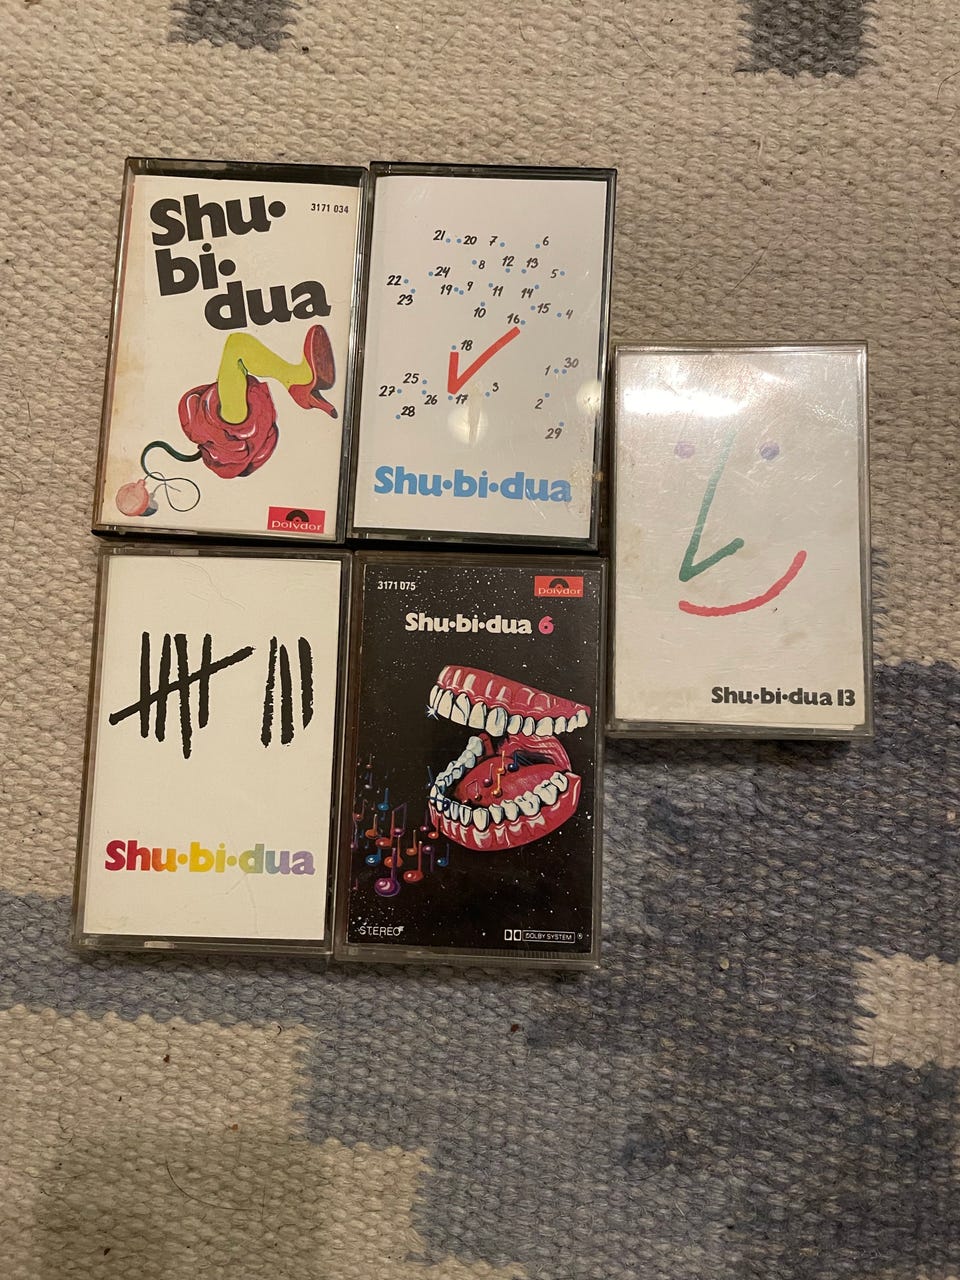 Shu·
bi·
dua
3171 034
polydor
21 20 7 6
8 12 13 5
22 24
23 19 9 11 14
10 15 4
16
18
1 30
25 3
27 26 17 2
28
29
Shu·bi·dua
Shu·bi·dua
3171 075
polydor
Shu·bi·dua 6
STEREO
DOLBY SYSTEM ®
Shu·bi·dua 13